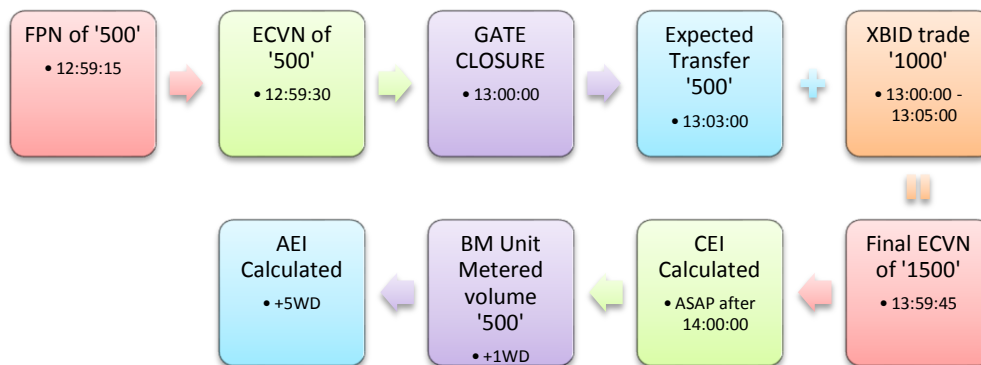 FPN of '500'
• 12:59:15
ECVN of
'500'
• 12:59:30
GATE
CLOSURE
• 13:00:00
Expected
Transfer
'500'
• 13:03:00
XBID trade
'1000'
• 13:00:00 -
13:05:00
Final ECVN
of '1500'
• 13:59:45
CEI
Calculated
• ASAP after
14:00:00
BM Unit
Metered
volume
'500'
• +1WD
AEI
Calculated
• +5WD